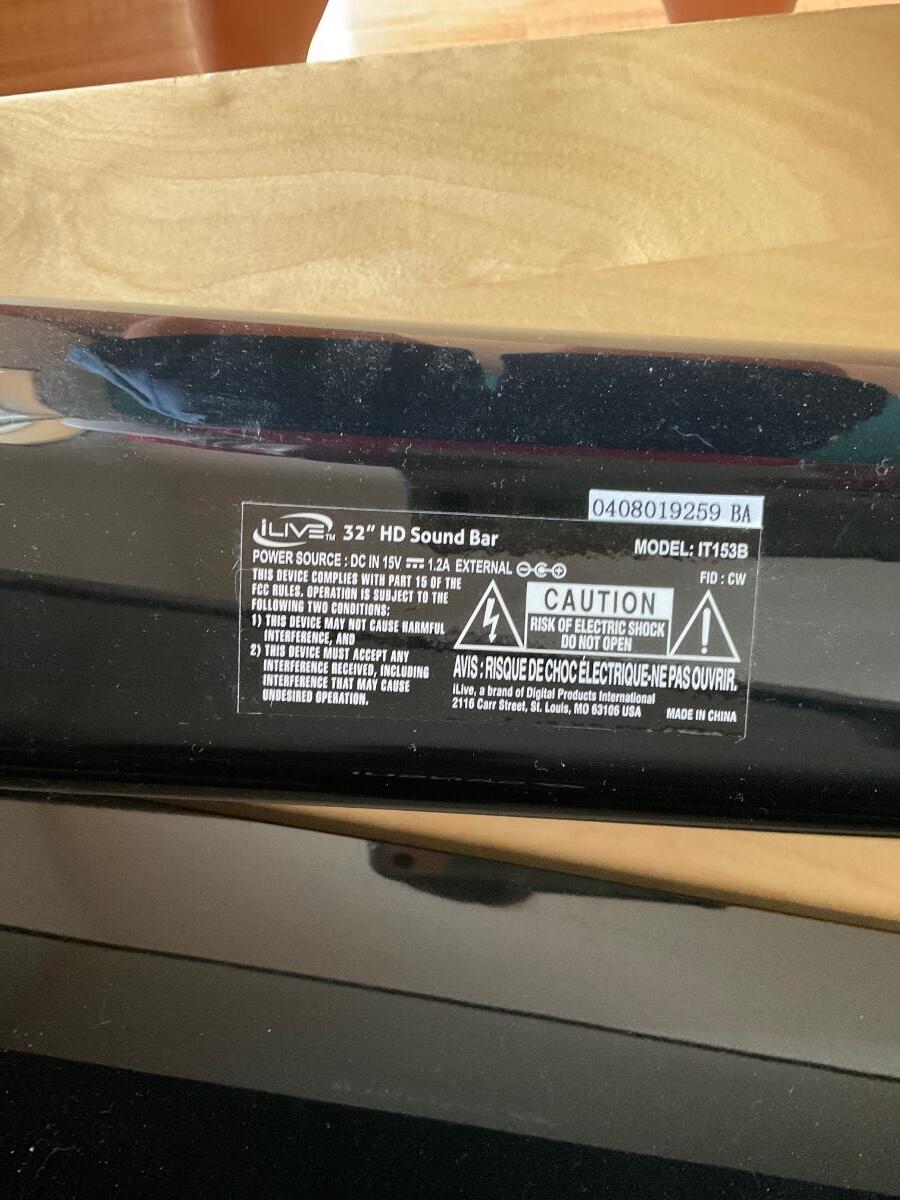 0408019259 BA
iLIVE™ 32" HD Sound Bar
MODEL: IT153B
POWER SOURCE : DC IN 15V ⎓ 1.2A EXTERNAL
FID : CW
THIS DEVICE COMPLIES WITH PART 15 OF THE
FCC RULES. OPERATION IS SUBJECT TO THE
FOLLOWING TWO CONDITIONS:
1) THIS DEVICE MAY NOT CAUSE HARMFUL
INTERFERENCE, AND
2) THIS DEVICE MUST ACCEPT ANY
INTERFERENCE RECEIVED, INCLUDING
INTERFERENCE THAT MAY CAUSE
UNDESIRED OPERATION.
CAUTION
RISK OF ELECTRIC SHOCK
DO NOT OPEN
AVIS : RISQUE DE CHOC ÉLECTRIQUE-NE PAS OUVRIR.
iLive, a brand of Digital Products International
2116 Carr Street, St. Louis, MO 63106 USA
MADE IN CHINA